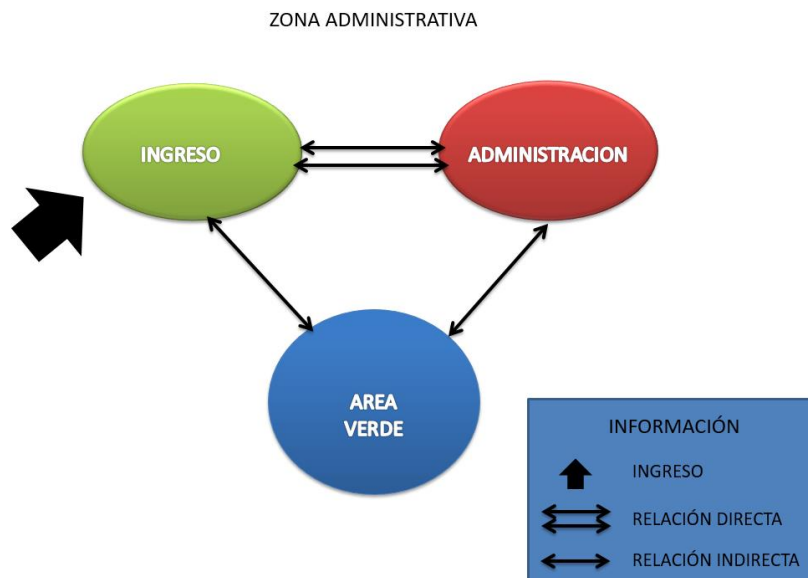 ZONA ADMINISTRATIVA
INGRESO
ADMINISTRACION
AREA
VERDE
INFORMACIÓN
INGRESO
RELACIÓN DIRECTA
RELACIÓN INDIRECTA